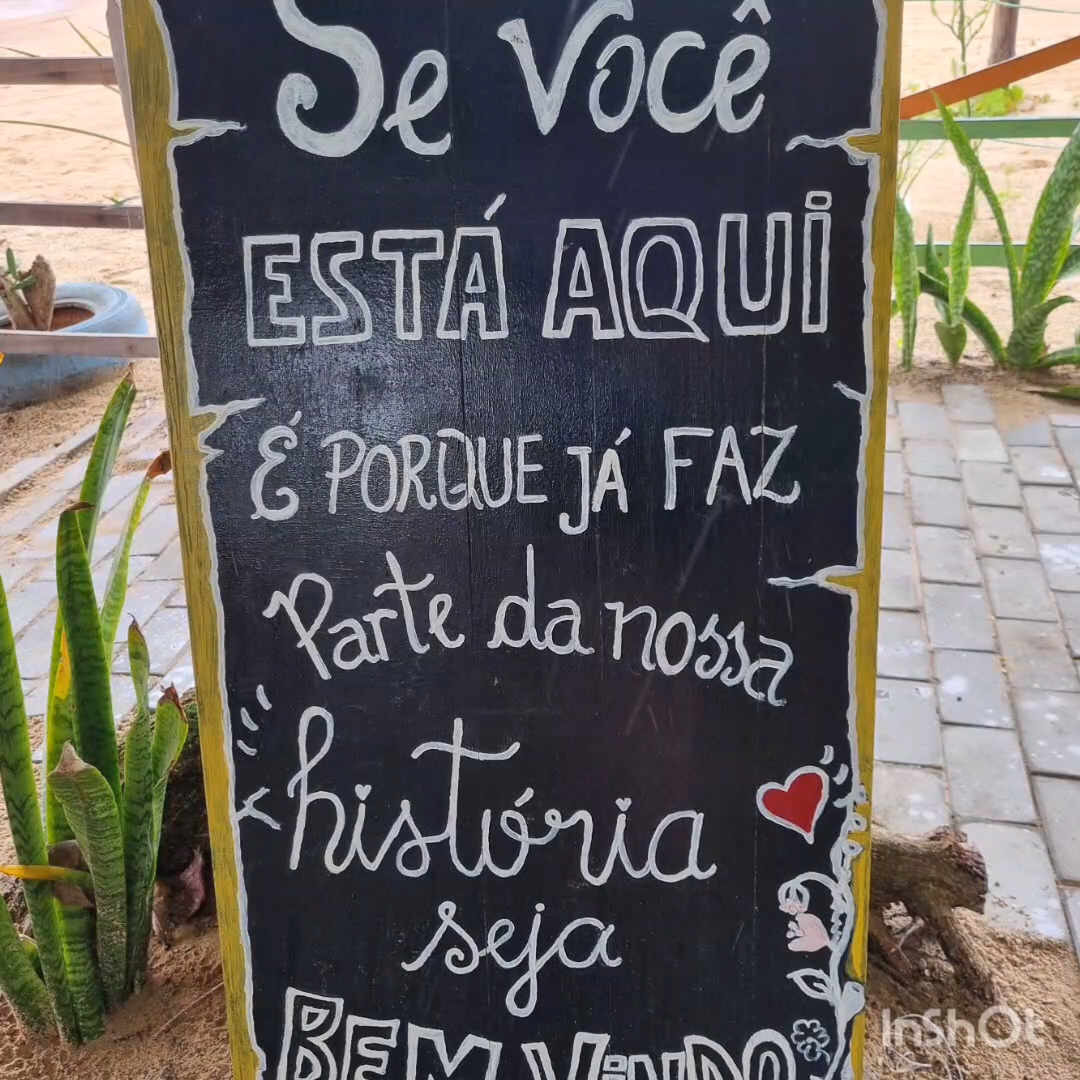 Se Você
ESTÁ AQUI
É PORQUE JÁ FAZ
Parte da nossa
história
seja
BEM VINDO
InShOt